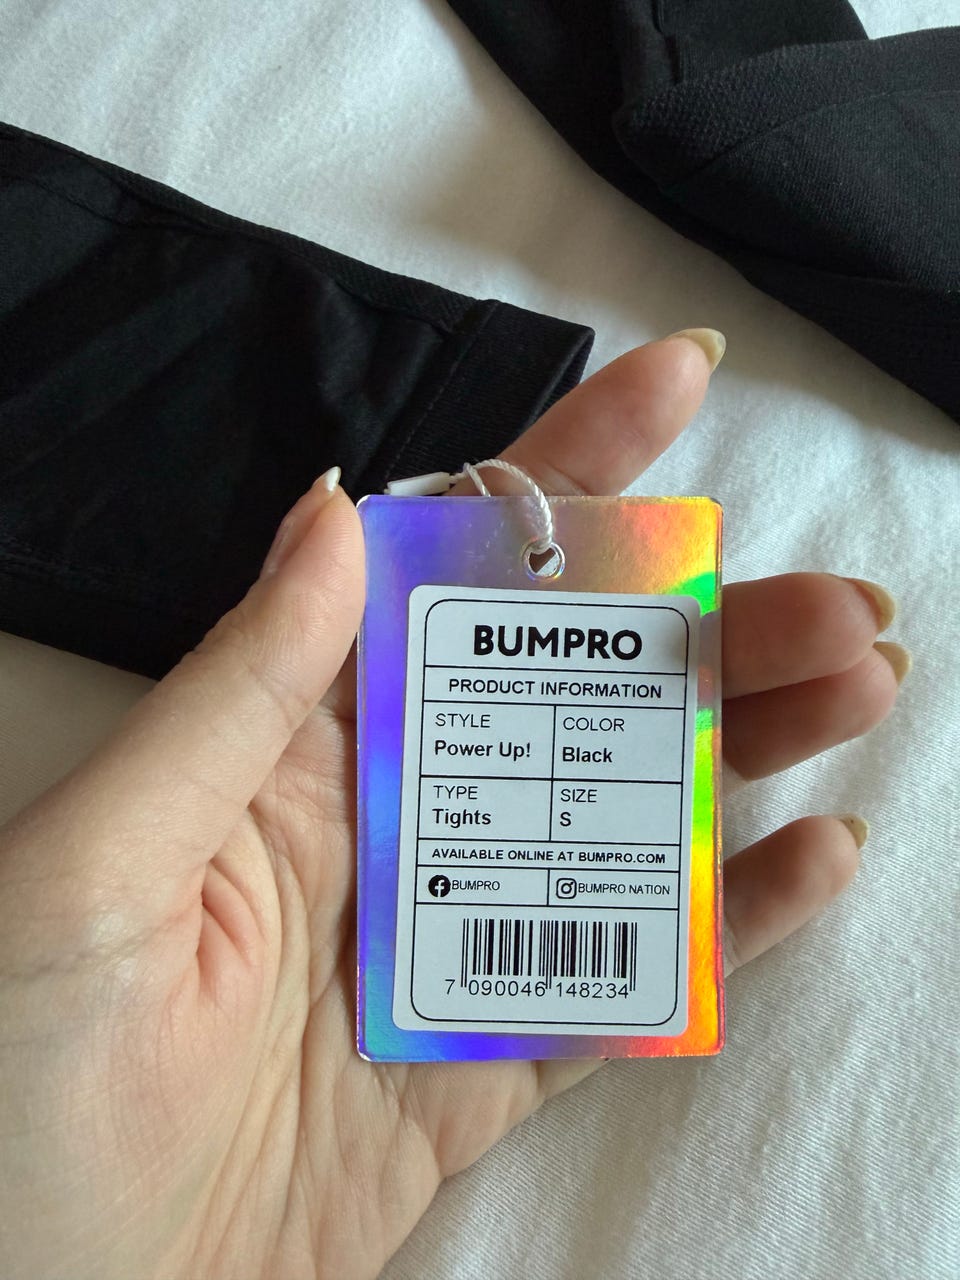 BUMPRO
PRODUCT INFORMATION
STYLE
Power Up!
COLOR
Black
TYPE
Tights
SIZE
S
AVAILABLE ONLINE AT BUMPRO.COM
BUMPRO
BUMPRO NATION
7 090046 148234